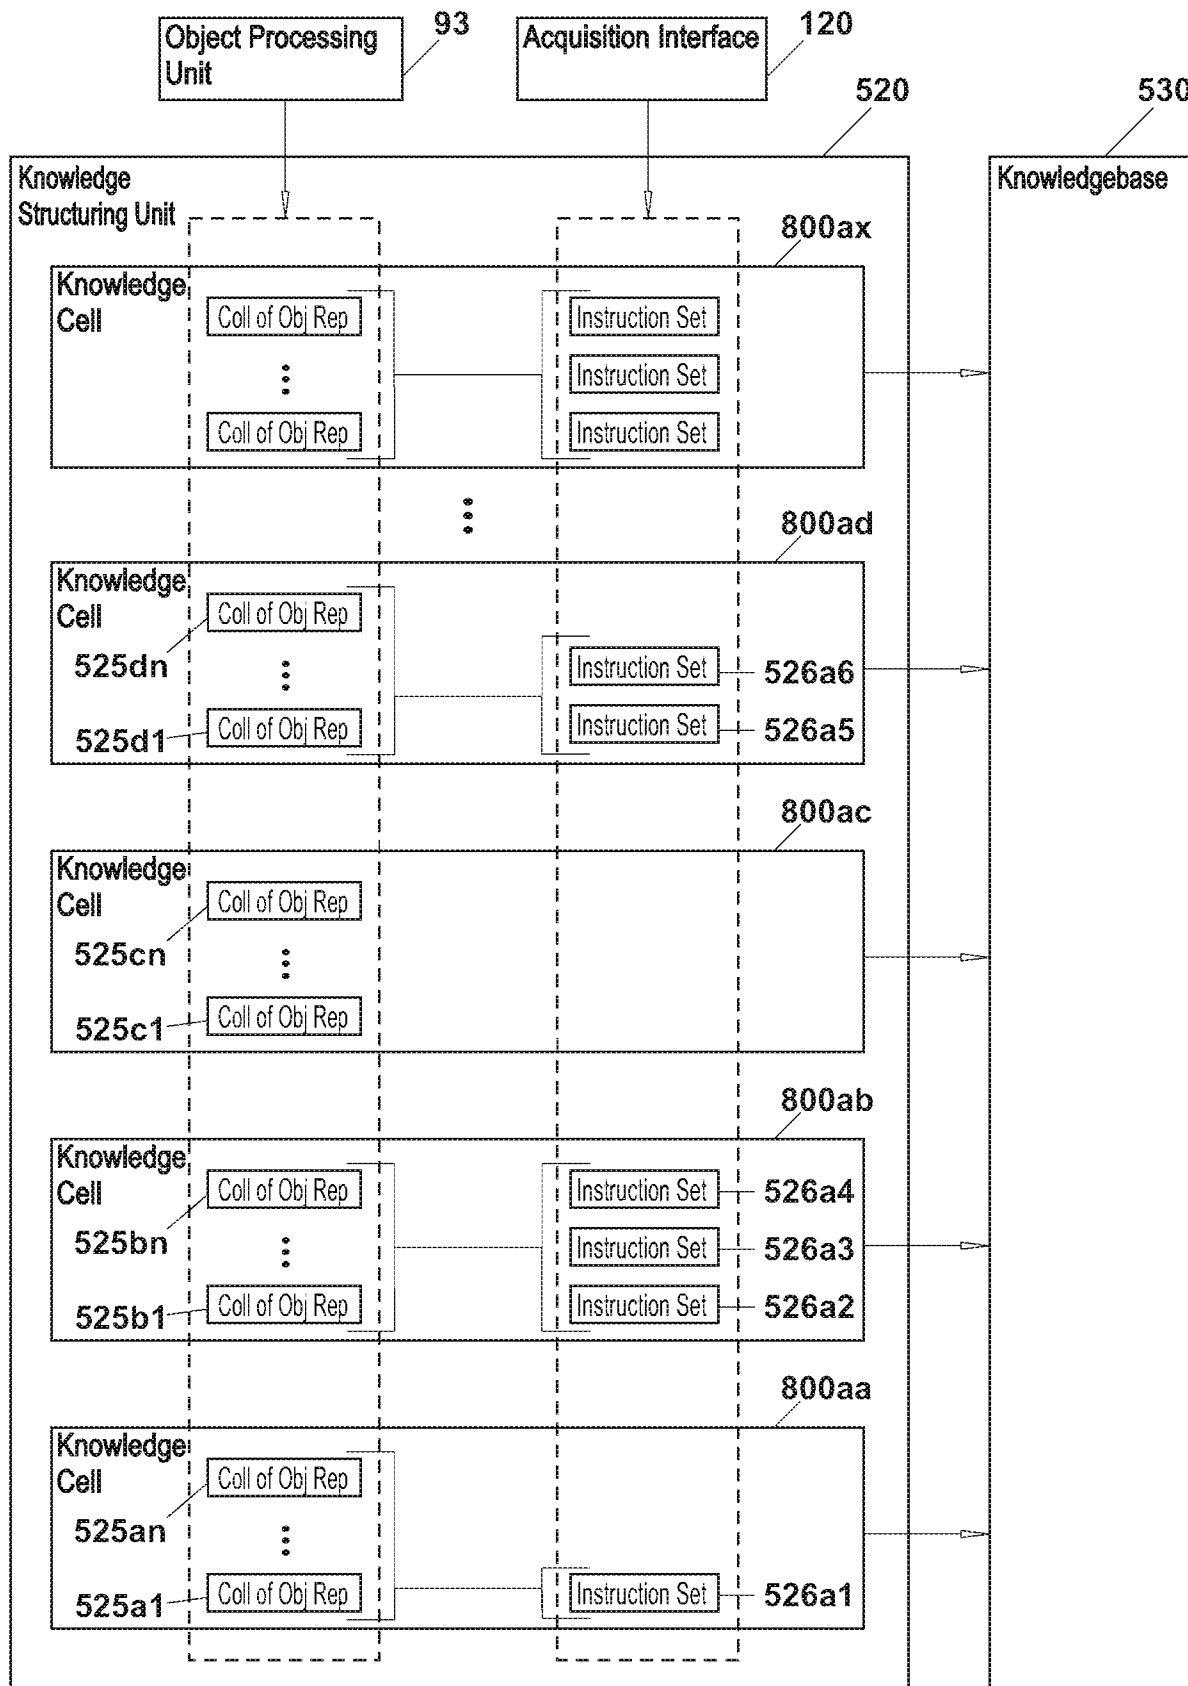 Object Processing
Unit
93
Acquisition Interface
120
520
530
Knowledge
Structuring Unit
Knowledgebase
800ax
Knowledge
Cell
Coll of Obj Rep
Coll of Obj Rep
Instruction Set
Instruction Set
Instruction Set
800ad
Knowledge
Cell
Coll of Obj Rep
525dn
Coll of Obj Rep
525d1
Instruction Set
526a6
Instruction Set
526a5
800ac
Knowledge
Cell
Coll of Obj Rep
525cn
Coll of Obj Rep
525c1
800ab
Knowledge
Cell
Coll of Obj Rep
525bn
Coll of Obj Rep
525b1
Instruction Set
526a4
Instruction Set
526a3
Instruction Set
526a2
800aa
Knowledge
Cell
Coll of Obj Rep
525an
Coll of Obj Rep
525a1
Instruction Set
526a1